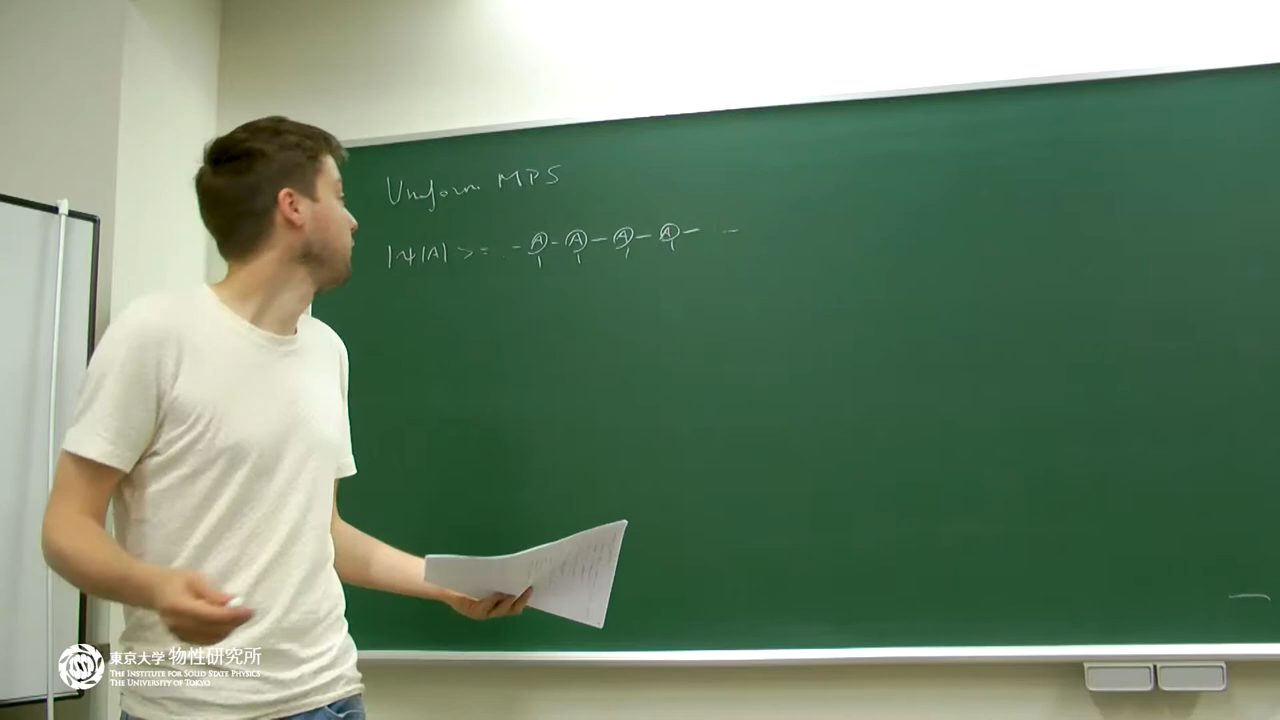 Uniform MPS
|ψ(A)> = ... -A-A-A-A- ...
東京大学 物性研究所
THE INSTITUTE FOR SOLID STATE PHYSICS
THE UNIVERSITY OF TOKYO